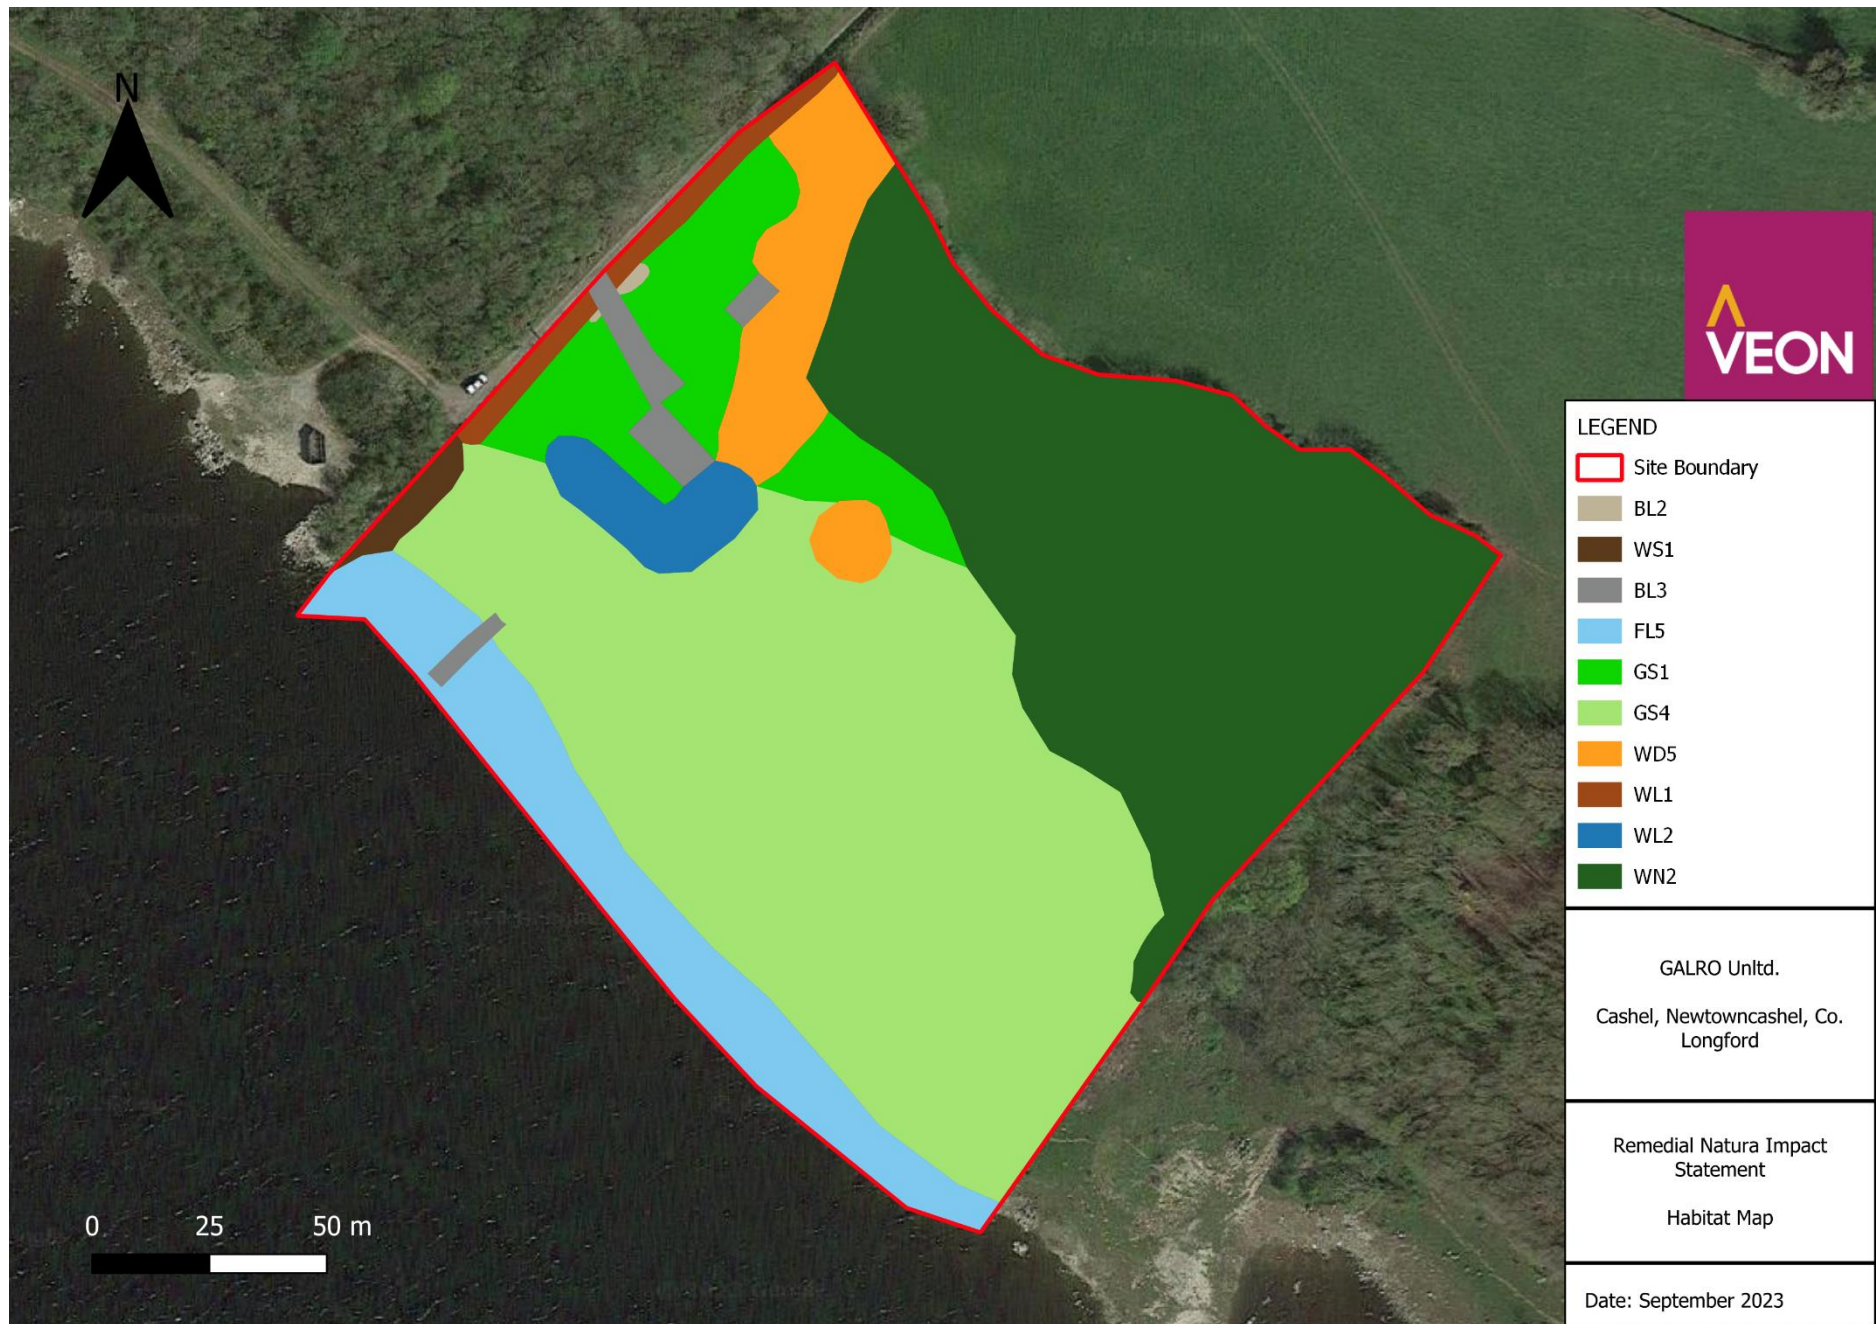 N
VEON
LEGEND
Site Boundary
BL2
WS1
BL3
FL5
GS1
GS4
WD5
WL1
WL2
WN2
GALRO Unltd.
Cashel, Newtowncashel, Co.
Longford
Remedial Natura Impact
Statement
Habitat Map
Date: September 2023
0 25 50 m